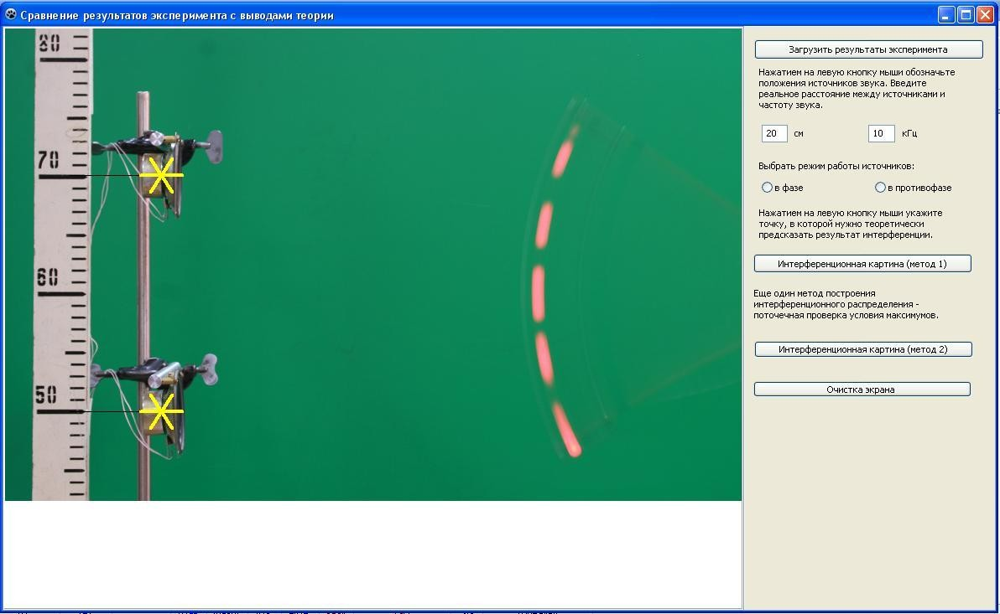 Сравнение результатов эксперимента с выводами теории
80
70
60
50
Загрузить результаты эксперимента
Нажатием на левую кнопку мыши обозначьте
положения источников звука. Введите
реальное расстояние между источниками и
частоту звука.
20 см 10 кГц
Выбрать режим работы источников:
в фазе в противофазе
Нажатием на левую кнопку мыши укажите
точку, в которой нужно теоретически
предсказать результат интерференции.
Интерференционная картина (метод 1)
Еще один метод построения
интерференционного распределения -
поточечная проверка условия максимумов.
Интерференционная картина (метод 2)
Очистка экрана